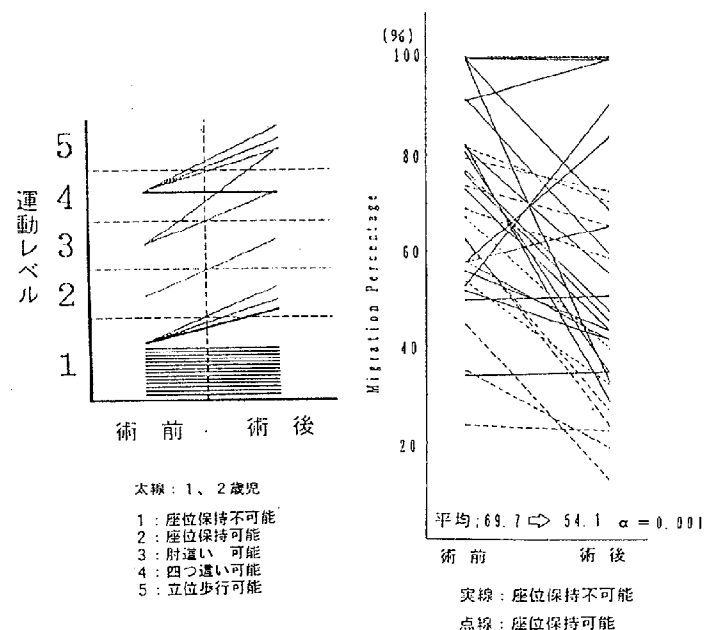 運動レベル
5
4
3
2
1
術前 術後
太線：1、2歳児
1：座位保持不可能
2：座位保持可能
3：肘這い 可能
4：四つ這い可能
5：立位歩行可能
(%)
100
80
60
40
20
Migration Percentage
平均;69.7⇨54.1 α=0.001
術前 術後
実線：座位保持不可能
点線：座位保持可能